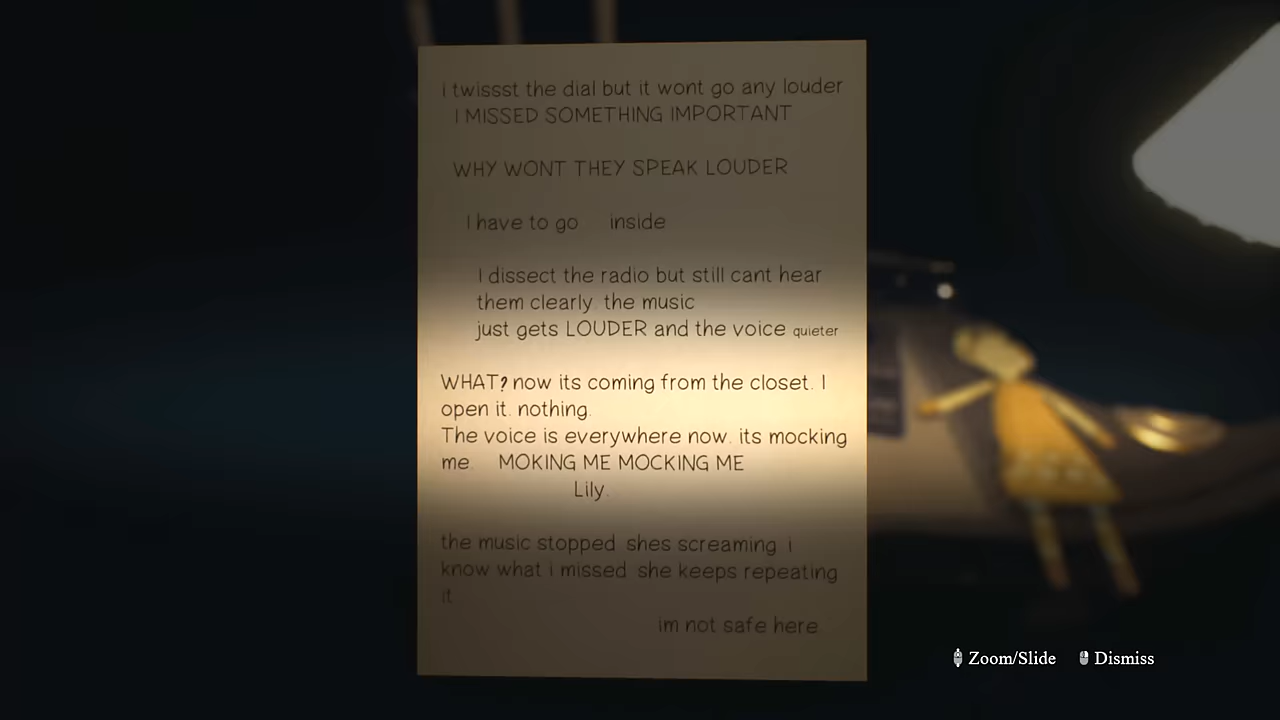 i twissst the dial but it wont go any louder
I MISSED SOMETHING IMPORTANT
WHY WONT THEY SPEAK LOUDER
I have to go inside
I dissect the radio but still cant hear
them clearly. the music
just gets LOUDER and the voice quieter
WHAT? now its coming from the closet. I
open it. nothing.
The voice is everywhere now. its mocking
me. MOKING ME MOCKING ME
Lily.
the music stopped shes screaming i
know what i missed she keeps repeating
it
im not safe here
Zoom/Slide Dismiss